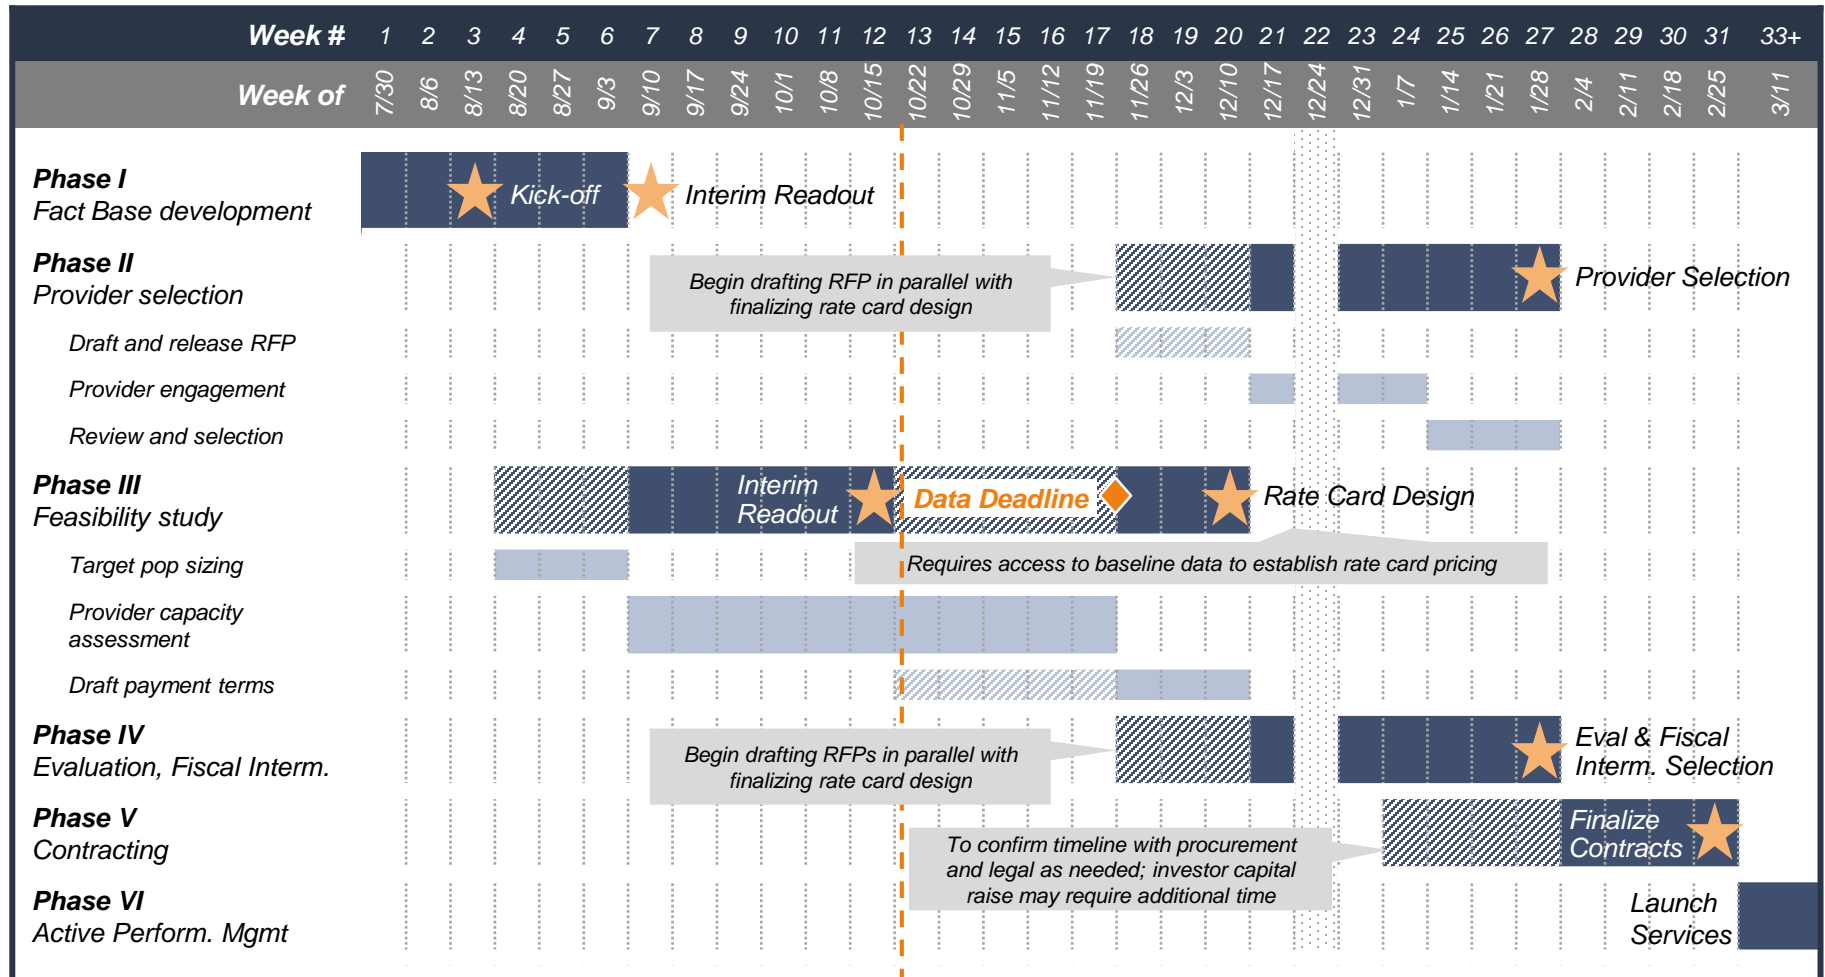 Week # 1 2 3 4 5 6 7 8 9 10 11 12 13 14 15 16 17 18 19 20 21 22 23 24 25 26 27 28 29 30 31 33+
Week of 7/30 8/6 8/13 8/20 8/27 9/3 9/10 9/17 9/24 10/1 10/8 10/15 10/22 10/29 11/5 11/12 11/19 11/26 12/3 12/10 12/17 12/24 12/31 1/7 1/14 1/21 1/28 2/4 2/11 2/18 2/25 3/11
Phase I
Fact Base development
Kick-off
Interim Readout
Phase II
Provider selection
Begin drafting RFP in parallel with
finalizing rate card design
Provider Selection
Draft and release RFP
Provider engagement
Review and selection
Phase III
Feasibility study
Interim
Readout
Data Deadline
Rate Card Design
Target pop sizing
Requires access to baseline data to establish rate card pricing
Provider capacity
assessment
Draft payment terms
Phase IV
Evaluation, Fiscal Interm.
Begin drafting RFPs in parallel with
finalizing rate card design
Eval & Fiscal
Interm. Selection
Phase V
Contracting
To confirm timeline with procurement
and legal as needed; investor capital
raise may require additional time
Finalize
Contracts
Phase VI
Active Perform. Mgmt
Launch
Services